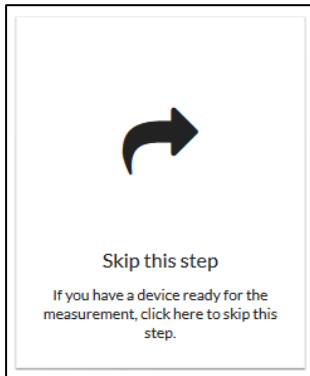 Skip this step
If you have a device ready for the
measurement, click here to skip this
step.